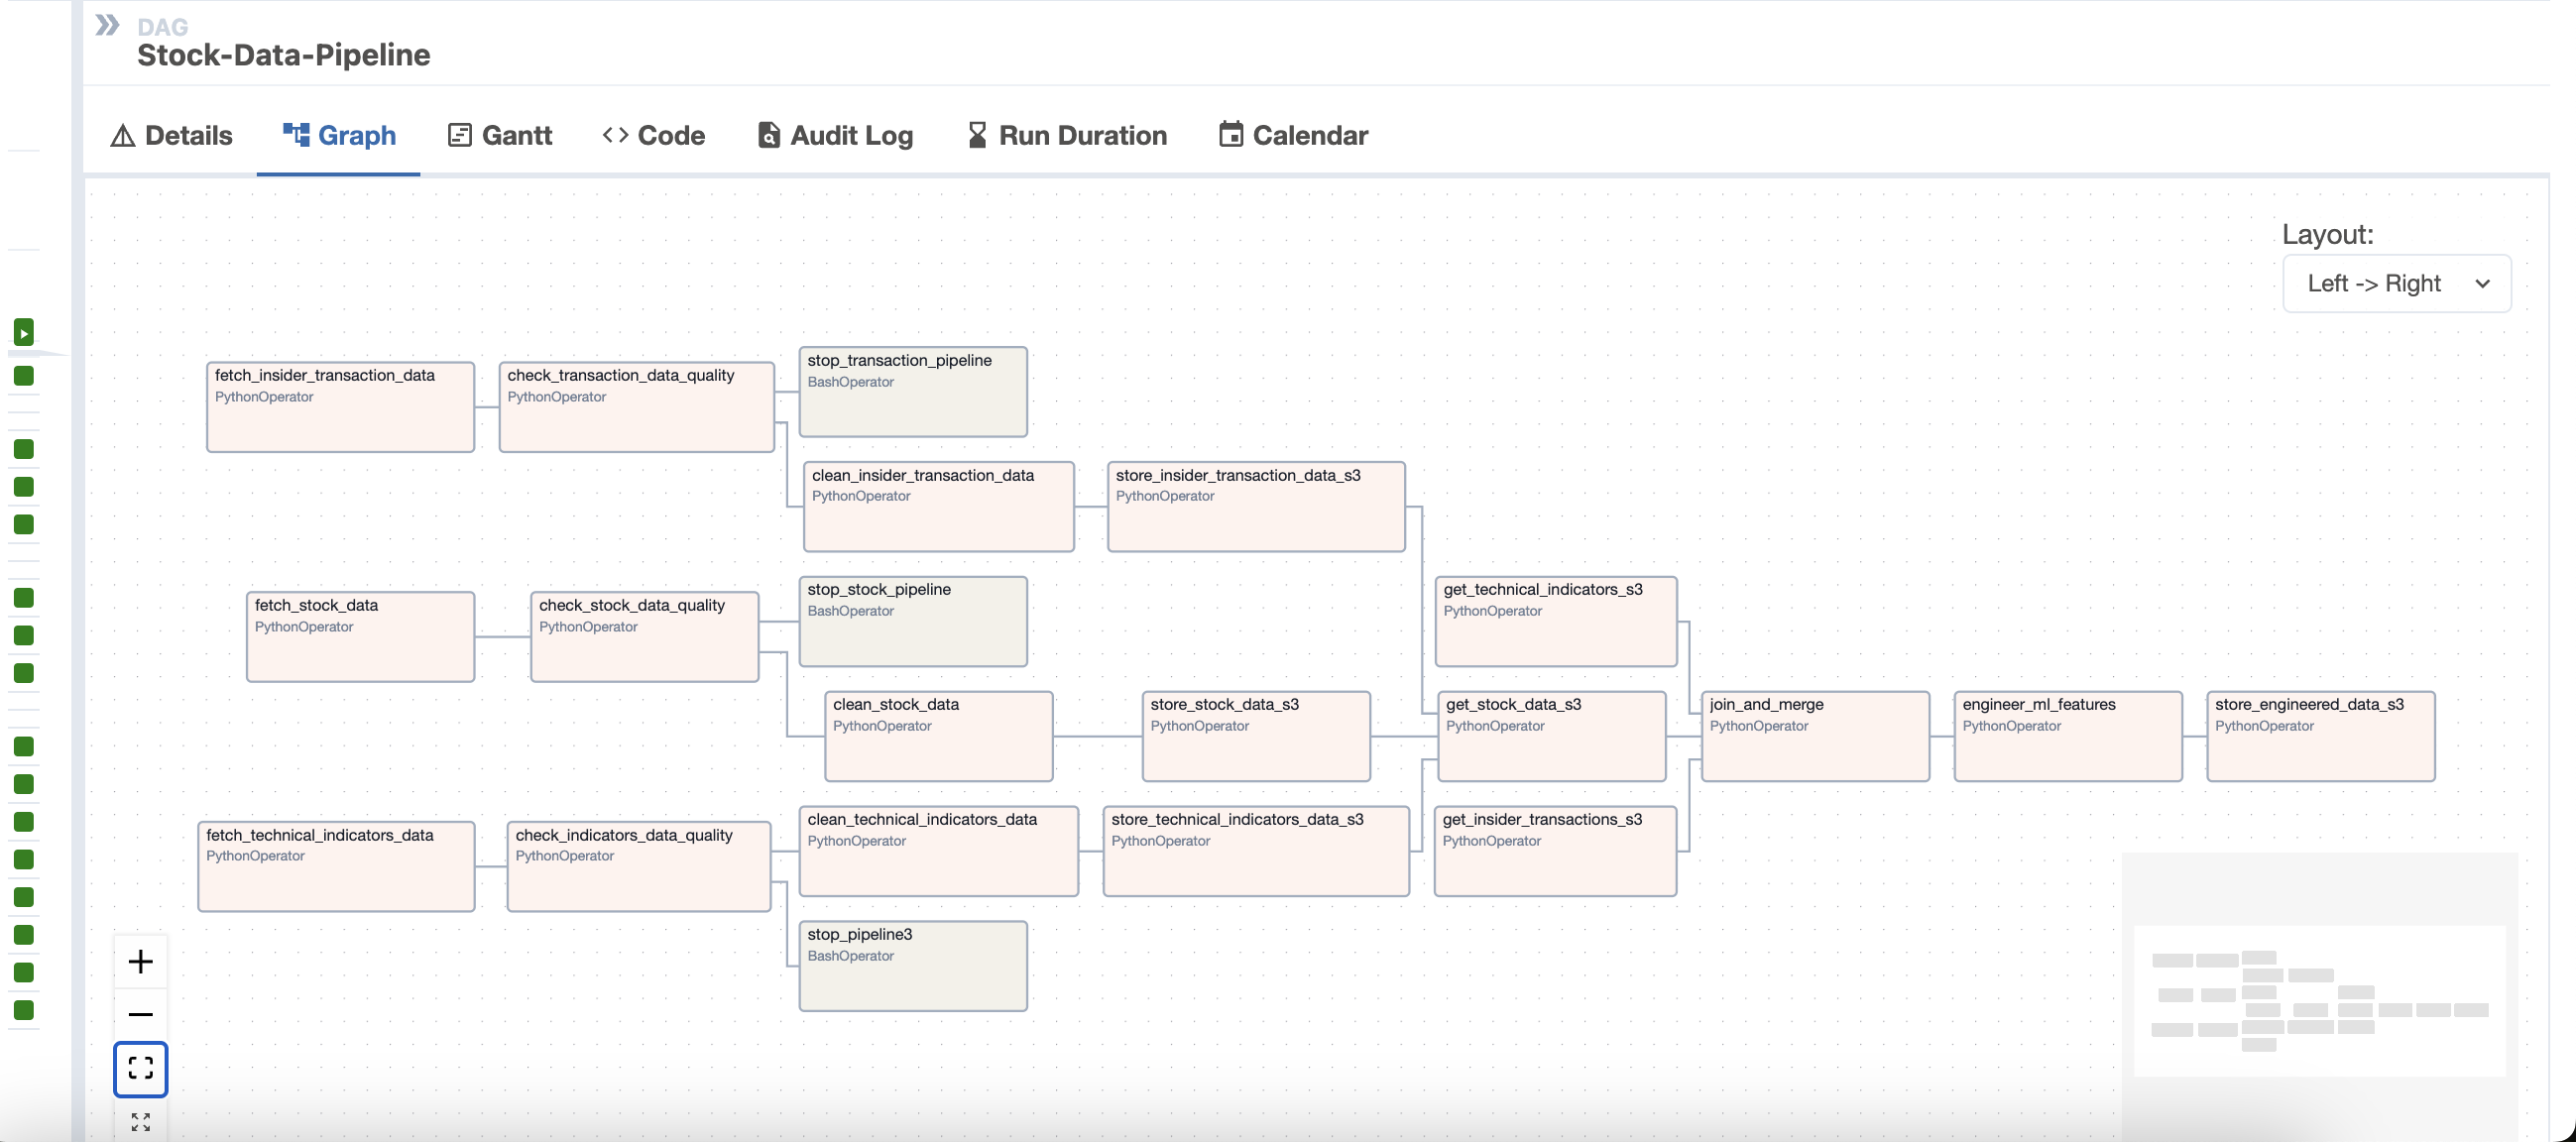 DAG
Stock-Data-Pipeline
Details
Graph
Gantt
Code
Audit Log
Run Duration
Calendar
Layout:
Left -> Right
fetch_insider_transaction_data
PythonOperator
check_transaction_data_quality
PythonOperator
stop_transaction_pipeline
BashOperator
clean_insider_transaction_data
PythonOperator
store_insider_transaction_data_s3
PythonOperator
fetch_stock_data
PythonOperator
check_stock_data_quality
PythonOperator
stop_stock_pipeline
BashOperator
get_technical_indicators_s3
PythonOperator
clean_stock_data
PythonOperator
store_stock_data_s3
PythonOperator
get_stock_data_s3
PythonOperator
join_and_merge
PythonOperator
engineer_ml_features
PythonOperator
store_engineered_data_s3
PythonOperator
fetch_technical_indicators_data
PythonOperator
check_indicators_data_quality
PythonOperator
clean_technical_indicators_data
PythonOperator
store_technical_indicators_data_s3
PythonOperator
get_insider_transactions_s3
PythonOperator
stop_pipeline3
BashOperator